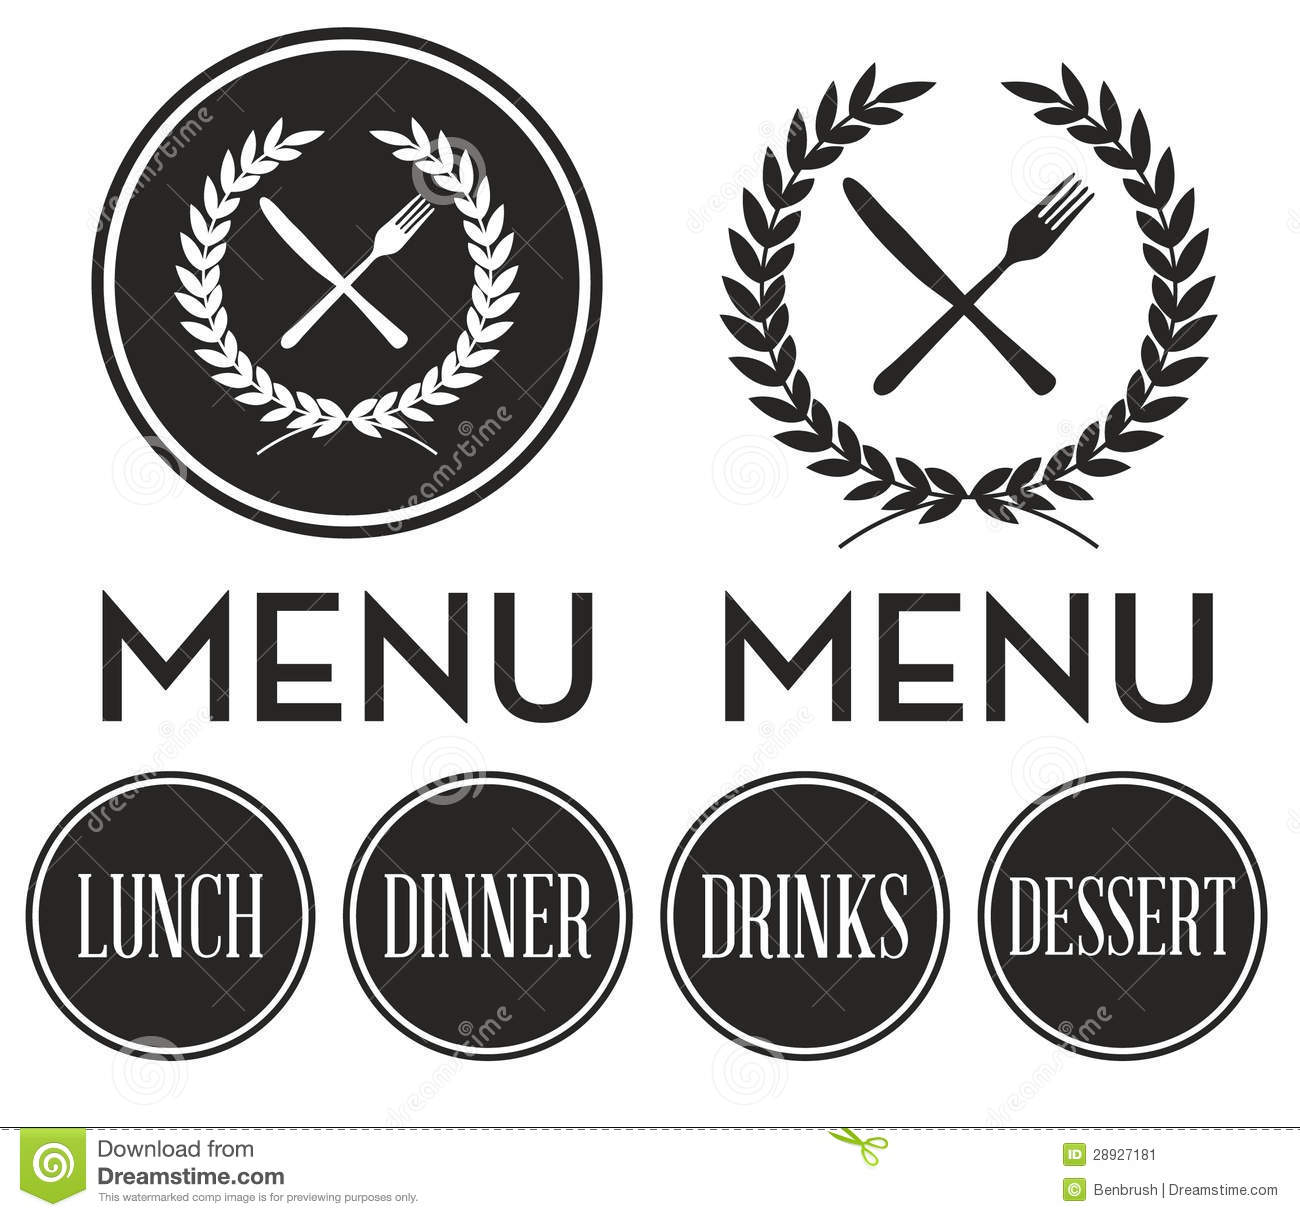 MENU MENU
LUNCH DINNER DRINKS DESSERT
Download from
Dreamstime.com
This watermarked comp image is for previewing purposes only.
ID 28927181
© Benbrush | Dreamstime.com
dreamstime